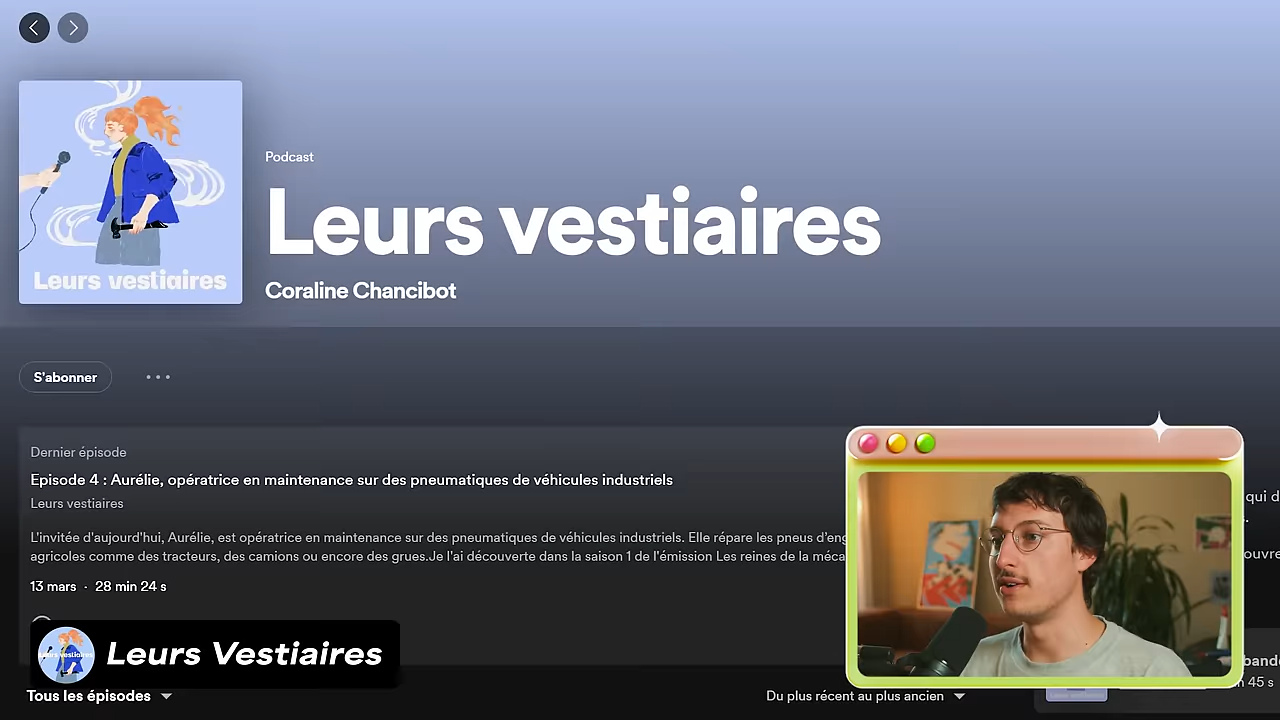 Podcast
Leurs vestiaires
Coraline Chancibot
Leurs vestiaires
S'abonner
Dernier épisode
Episode 4 : Aurélie, opératrice en maintenance sur des pneumatiques de véhicules industriels
Leurs vestiaires
L'invitée d'aujourd'hui, Aurélie, est opératrice en maintenance sur des pneumatiques de véhicules industriels. Elle répare les pneus d'eng
agricoles comme des tracteurs, des camions ou encore des grues.Je l'ai découverte dans la saison 1 de l'émission Les reines de la méca
13 mars · 28 min 24 s
qui d
ouvre
Leurs Vestiaires
Tous les épisodes
Du plus récent au plus ancien
bande
45 s